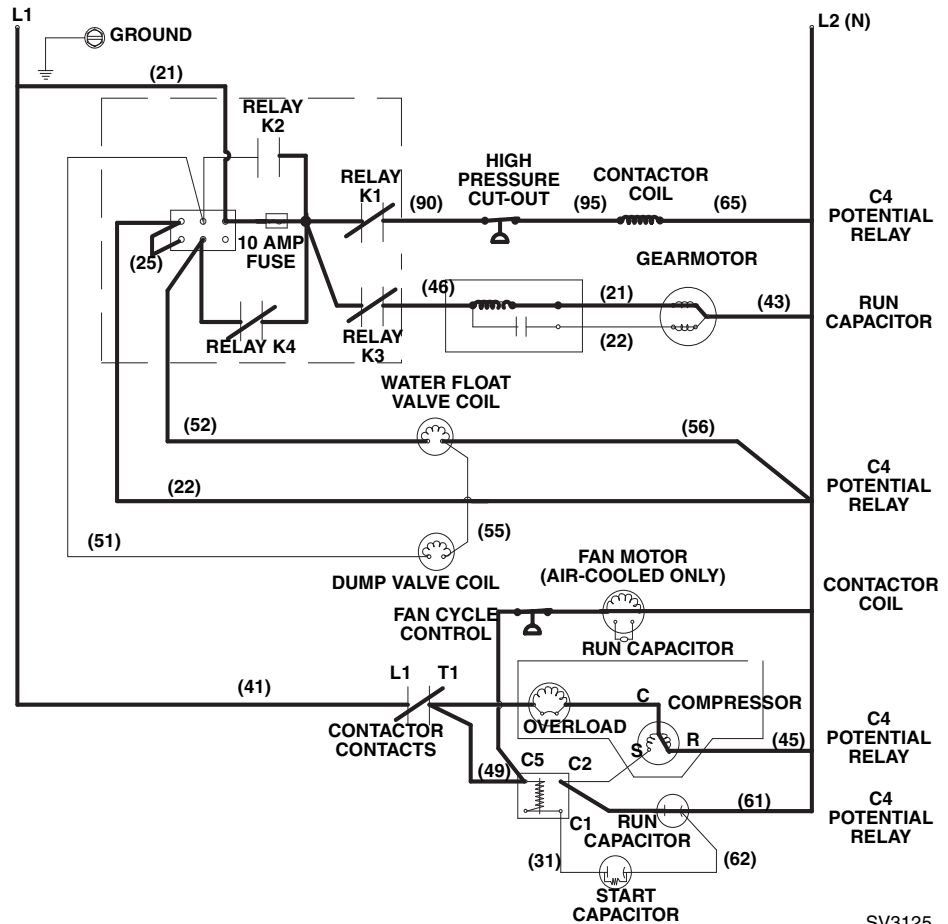 L1
L2 (N)
GROUND
(21)
RELAY
K2
RELAY
K1
(90)
HIGH
PRESSURE
CUT-OUT
(95)
CONTACTOR
COIL
(65)
C4
POTENTIAL
RELAY
10 AMP
FUSE
(25)
GEARMOTOR
(46)
(21)
(43)
RUN
CAPACITOR
(22)
RELAY K4
RELAY
K3
WATER FLOAT
VALVE COIL
(52)
(56)
C4
POTENTIAL
RELAY
(22)
(51)
(55)
DUMP VALVE COIL
FAN MOTOR
(AIR-COOLED ONLY)
CONTACTOR
COIL
FAN CYCLE
CONTROL
RUN CAPACITOR
(41)
L1
T1
C
COMPRESSOR
OVERLOAD
CONTACTOR
CONTACTS
S
R
(45)
C4
POTENTIAL
RELAY
(49)
C5
C2
(61)
C4
POTENTIAL
RELAY
C1
RUN
CAPACITOR
(31)
(62)
START
CAPACITOR
SV3125